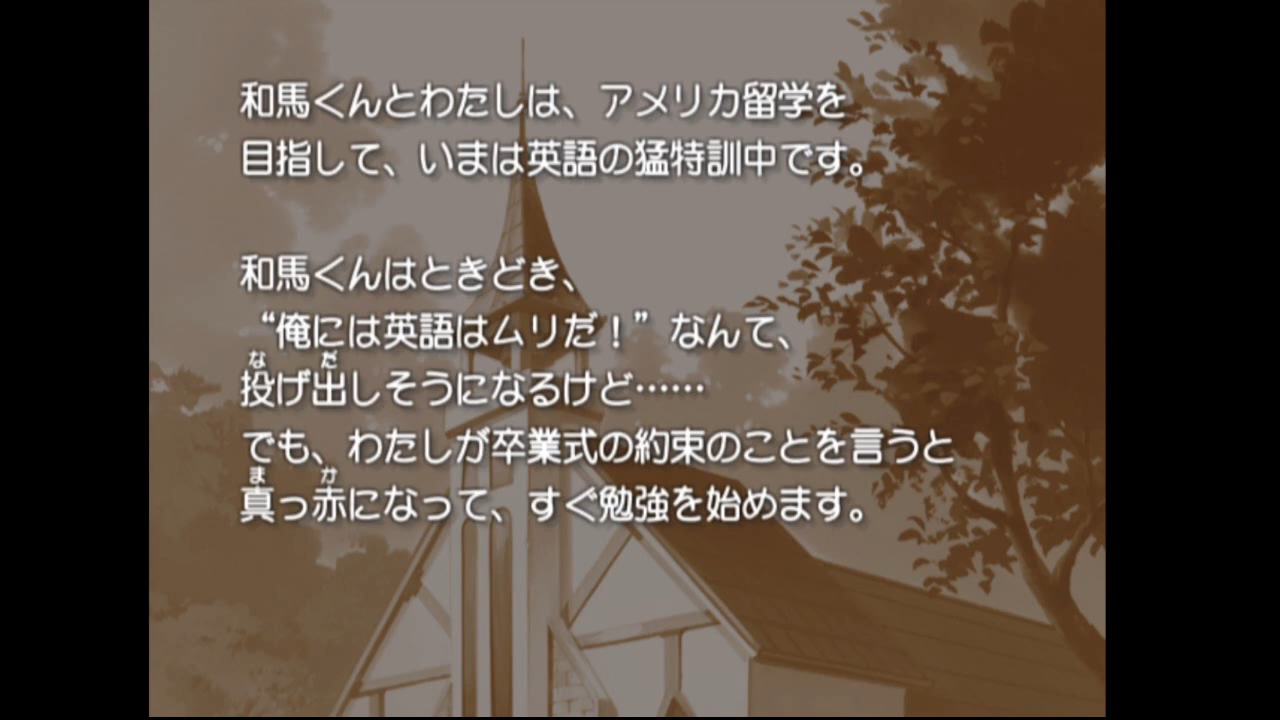 和馬くんとわたしは、アメリカ留学を
目指して、いまは英語の猛特訓中です。
和馬くんはときどき、
“俺には英語はムリだ！”なんて、
投げ出しそうになるけど……
でも、わたしが卒業式の約束のことを言うと
真っ赤になって、すぐ勉強を始めます。